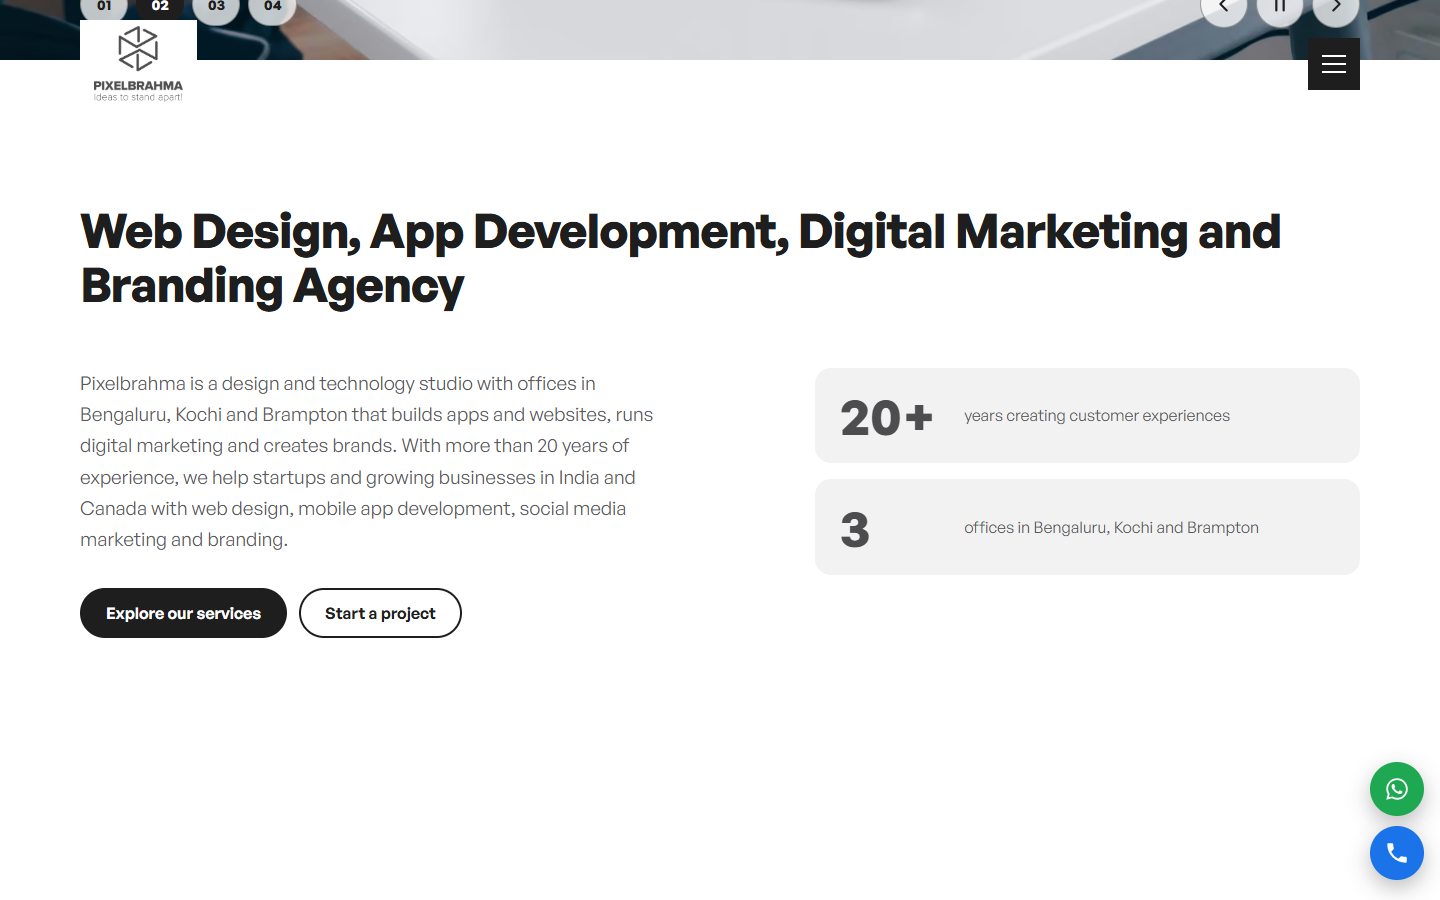 01 02 03 04
PIXELBRAHMA
Ideas to stand apart!
Web Design, App Development, Digital Marketing and
Branding Agency
Pixelbrahma is a design and technology studio with offices in
Bengaluru, Kochi and Brampton that builds apps and websites, runs
digital marketing and creates brands. With more than 20 years of
experience, we help startups and growing businesses in India and
Canada with web design, mobile app development, social media
marketing and branding.
Explore our services
Start a project
20+ years creating customer experiences
3 offices in Bengaluru, Kochi and Brampton